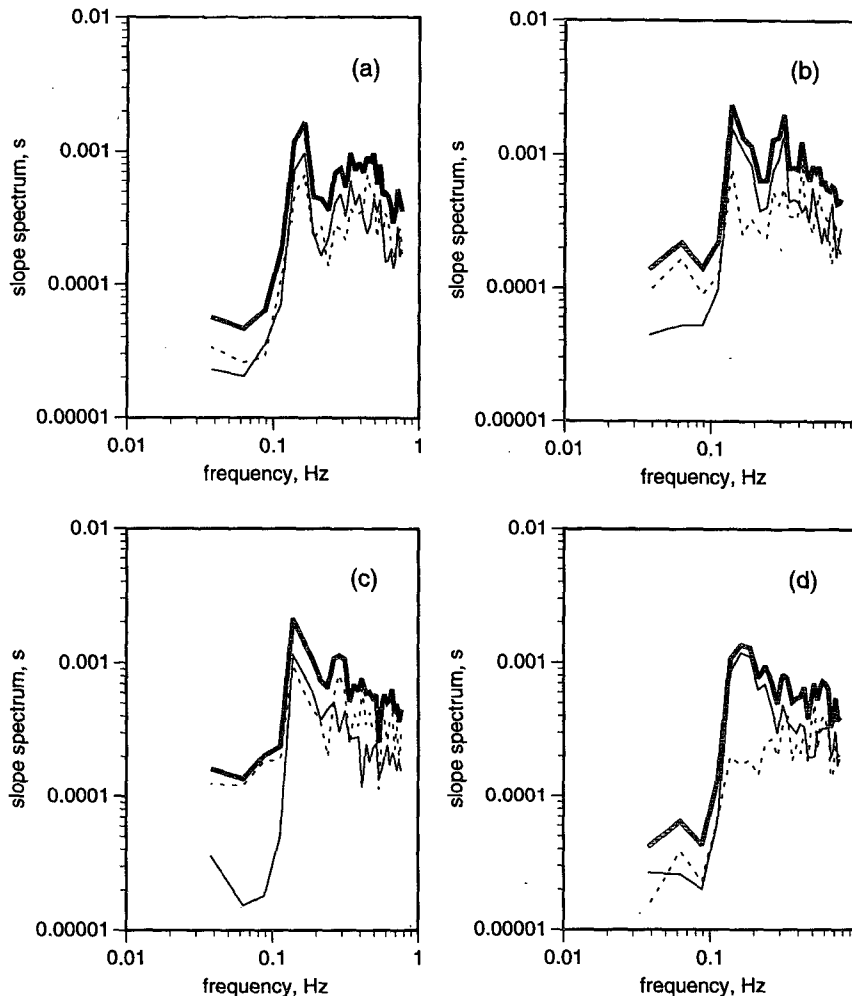 0.01
(a)
0.001
slope spectrum, s
0.0001
0.00001
0.01
0.1
1
frequency, Hz
0.01
(b)
0.001
slope spectrum, s
0.0001
0.00001
0.01
0.1
frequency, Hz
0.01
(c)
0.001
slope spectrum, s
0.0001
0.00001
0.01
0.1
1
frequency, Hz
0.01
(d)
0.001
slope spectrum, s
0.0001
0.00001
0.01
0.1
frequency, Hz